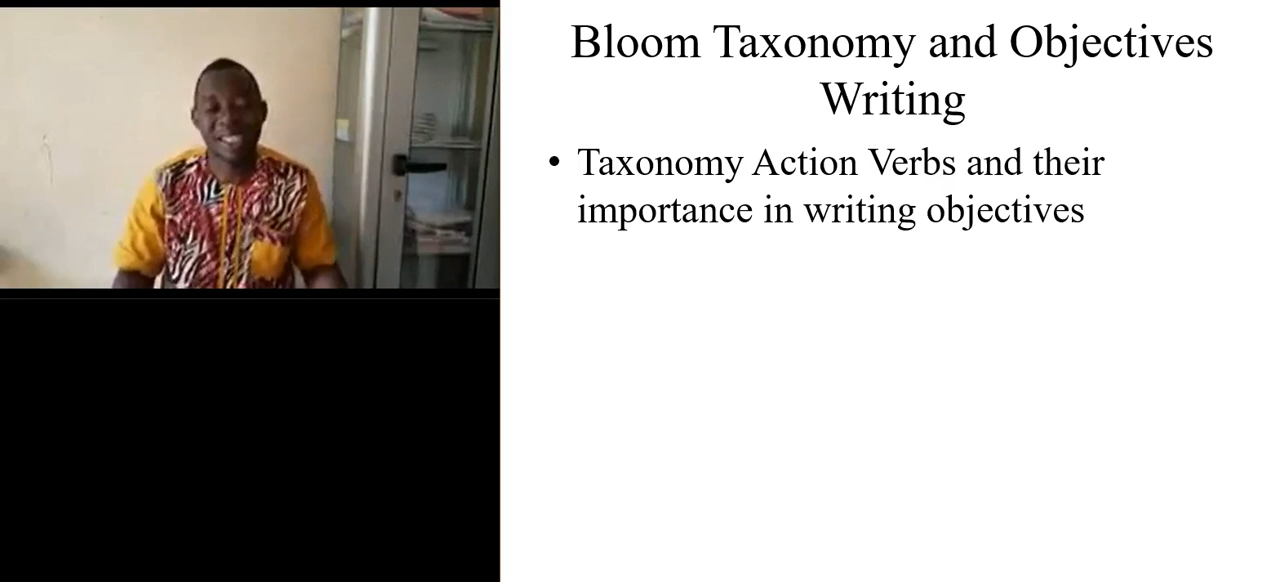 Bloom Taxonomy and Objectives
Writing
• Taxonomy Action Verbs and their
importance in writing objectives